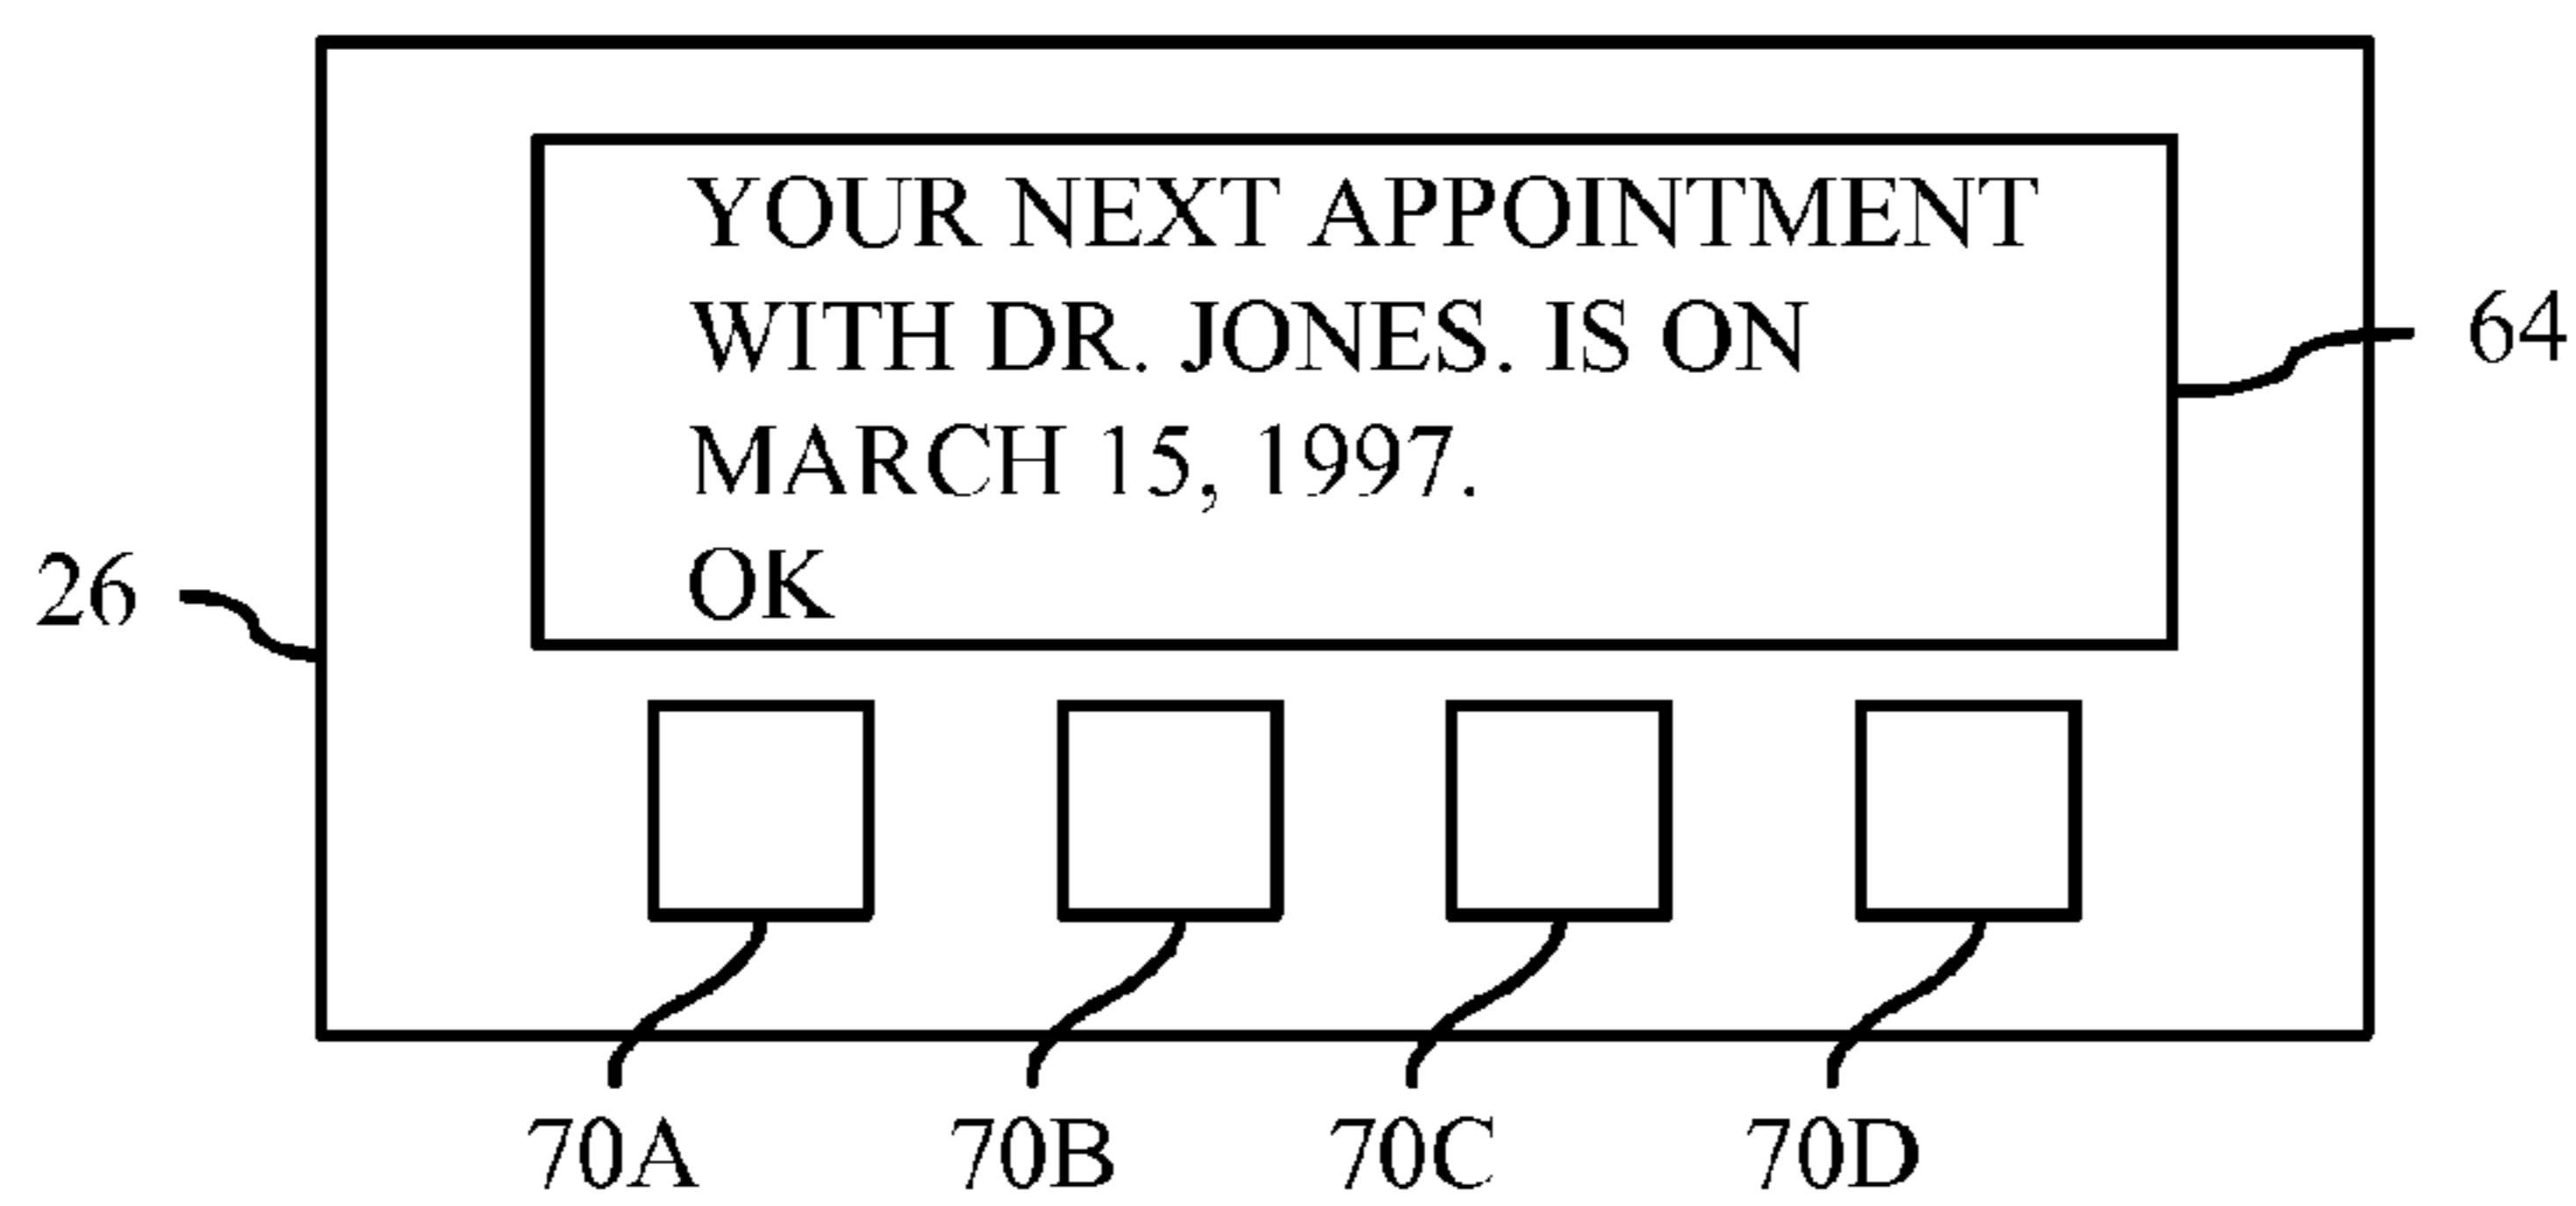 YOUR NEXT APPOINTMENT
WITH DR. JONES. IS ON
MARCH 15, 1997.
OK
64
26
70A 70B 70C 70D